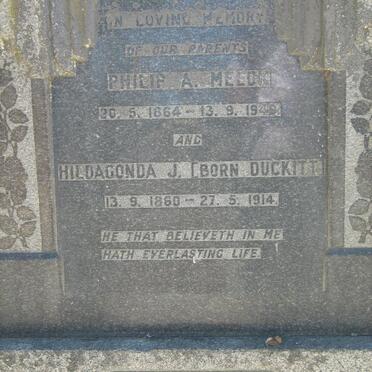 IN LOVING MEMORY
OF OUR PARENTS
PHILIP A. MELCK
20. 5. 1864 – 13. 9. 1949.
AND
HILDAGONDA J. (BORN DUCKITT
13. 9. 1860 – 27. 5. 1914.
HE THAT BELIEVETH IN ME
HATH EVERLASTING LIFE